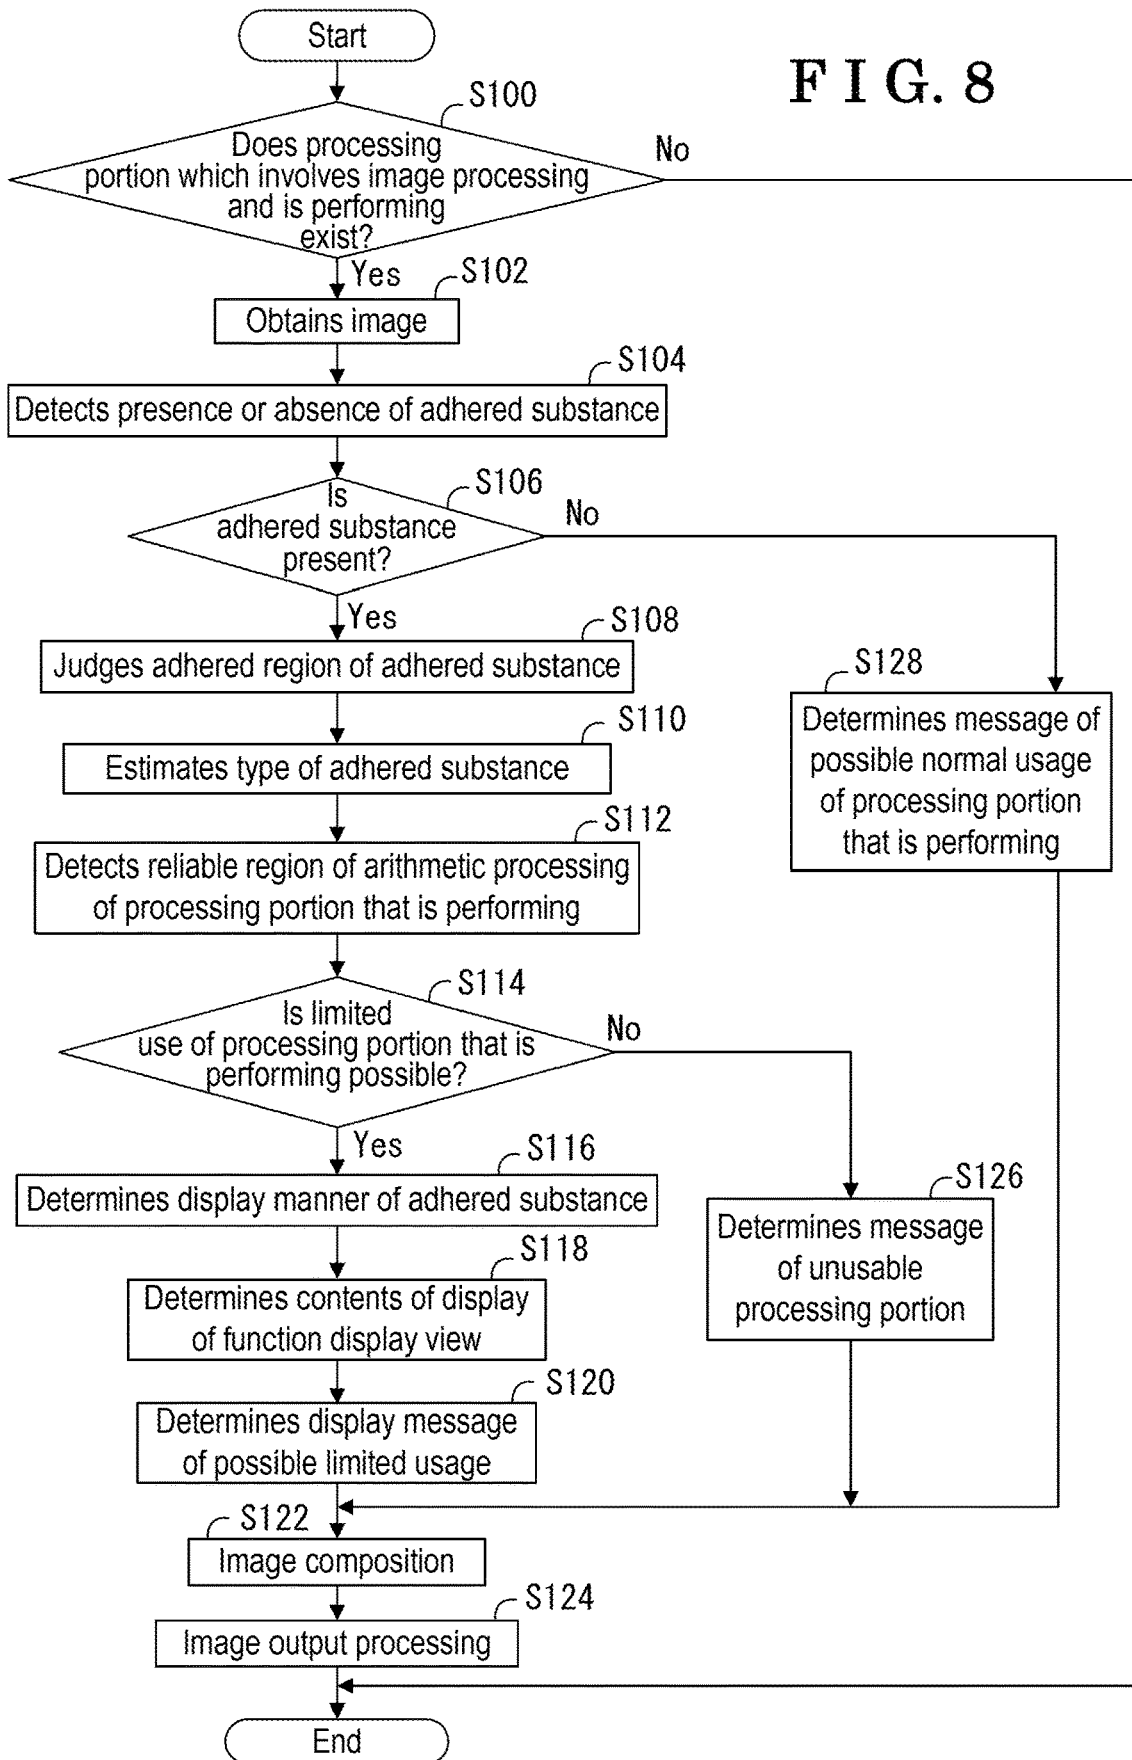 Start
FIG. 8
S100
Does processing
portion which involves image processing
and is performing
exist?
No
Yes
S102
Obtains image
S104
Detects presence or absence of adhered substance
S106
Is
adhered substance
present?
No
Yes
S108
Judges adhered region of adhered substance
S128
Determines message of
possible normal usage
of processing portion
that is performing
S110
Estimates type of adhered substance
S112
Detects reliable region of arithmetic processing
of processing portion that is performing
S114
Is limited
use of processing portion that is
performing possible?
No
Yes
S116
Determines display manner of adhered substance
S126
Determines message
of unusable
processing portion
S118
Determines contents of display
of function display view
S120
Determines display message
of possible limited usage
S122
Image composition
S124
Image output processing
End